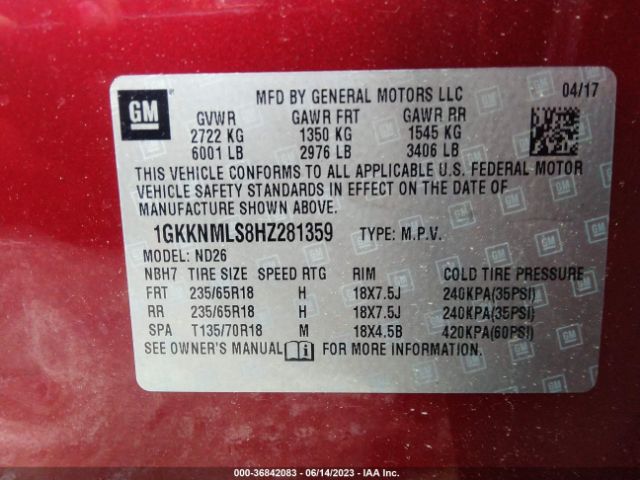 GM
MFD BY GENERAL MOTORS LLC 04/17
GVWR GAWR FRT GAWR RR
2722 KG 1350 KG 1545 KG
6001 LB 2976 LB 3406 LB
THIS VEHICLE CONFORMS TO ALL APPLICABLE U.S. FEDERAL MOTOR
VEHICLE SAFETY STANDARDS IN EFFECT ON THE DATE OF
MANUFACTURE SHOWN ABOVE.
1GKKNMLS8HZ281359 TYPE: M.P.V.
MODEL: ND26
NBH7 TIRE SIZE SPEED RTG RIM COLD TIRE PRESSURE
FRT 235/65R18 H 18X7.5J 240KPA(35PSI)
RR 235/65R18 H 18X7.5J 240KPA(35PSI)
SPA T135/70R18 M 18X4.5B 420KPA(60PSI)
SEE OWNER'S MANUAL FOR MORE INFORMATION.
000-36842083 - 06/14/2023 - IAA Inc.